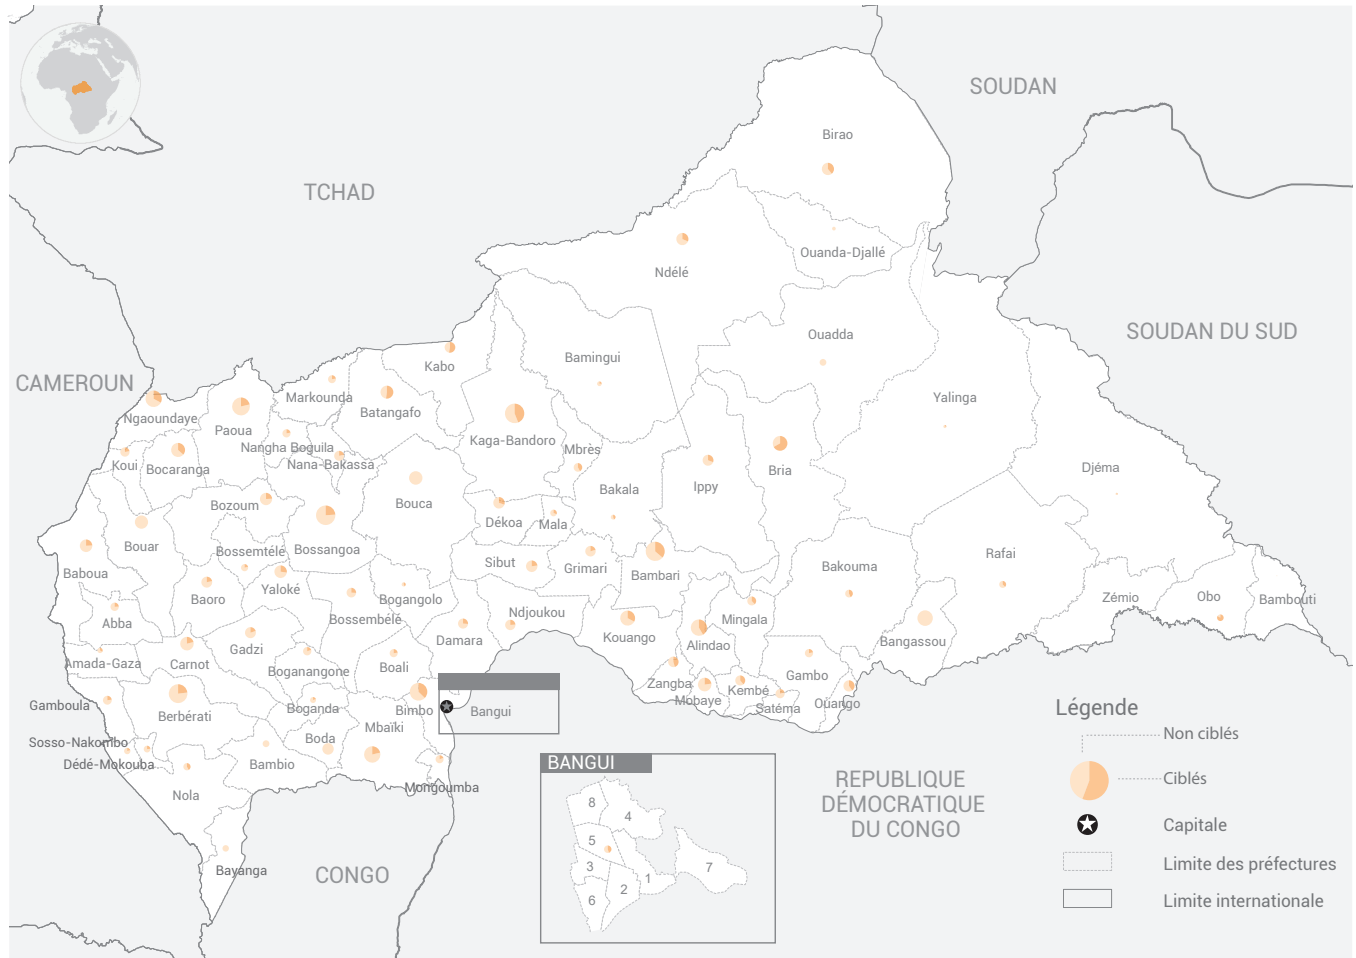 SOUDAN
Birao
TCHAD
Ouanda-Djallé
Ndélé
SOUDAN DU SUD
Ouadda
Bamingui
Kabo
CAMEROUN
Yalinga
Markounda
Batangafo
Ngaoundaye
Paoua
Kaga-Bandoro
Nangha Boguila
Mbrès
Nana-Bakassa
Koui
Bocaranga
Bria
Djéma
Ippy
Bakala
Bozoum
Bouca
Dékoa
Mala
Bouar
Bossemtélé
Bossangoa
Rafai
Sibut
Grimari
Bambari
Bakouma
Baboua
Yaloké
Baoro
Bogangolo
Zémio
Obo
Bambouti
Abba
Bossembélé
Ndjoukou
Mingala
Damara
Kouango
Alindao
Bangassou
Gadzi
Amada-Gaza
Carnot
Boganangone
Boali
Gambo
Zangba
Mobaye
Kembé
Satéma
Ouango
Gamboula
Berbérati
Boganda
Bimbo
Bangui
Mbaïki
Sosso-Nakombo
Boda
Dédé-Mokouba
Bambio
Nola
Mongoumba
Bayanga
CONGO
BANGUI
8
4
5
3
1
2
7
6
REPUBLIQUE
DÉMOCRATIQUE
DU CONGO
Légende
Non ciblés
Ciblés
Capitale
Limite des préfectures
Limite internationale